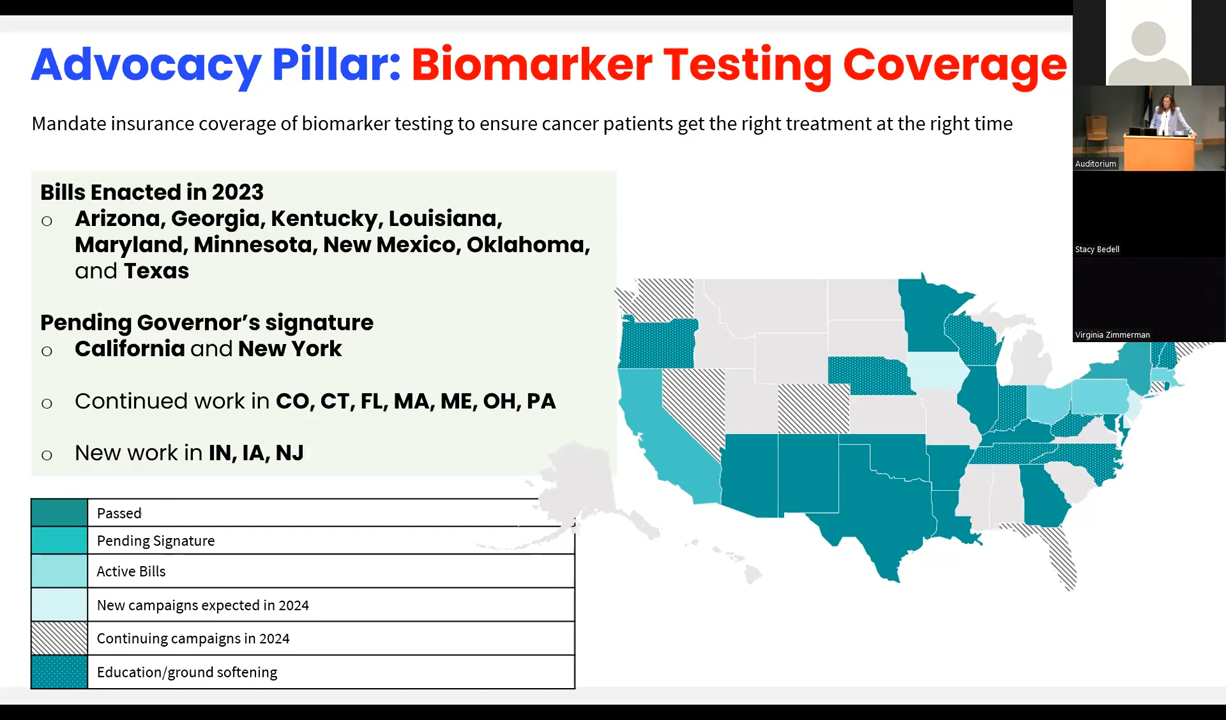 Advocacy Pillar: Biomarker Testing Coverage
Mandate insurance coverage of biomarker testing to ensure cancer patients get the right treatment at the right time
Bills Enacted in 2023
o Arizona, Georgia, Kentucky, Louisiana,
Maryland, Minnesota, New Mexico, Oklahoma,
and Texas
Pending Governor’s signature
o California and New York
o Continued work in CO, CT, FL, MA, ME, OH, PA
o New work in IN, IA, NJ
Passed
Pending Signature
Active Bills
New campaigns expected in 2024
Continuing campaigns in 2024
Education/ground softening
Auditorium
Stacy Bedell
Virginia Zimmerman